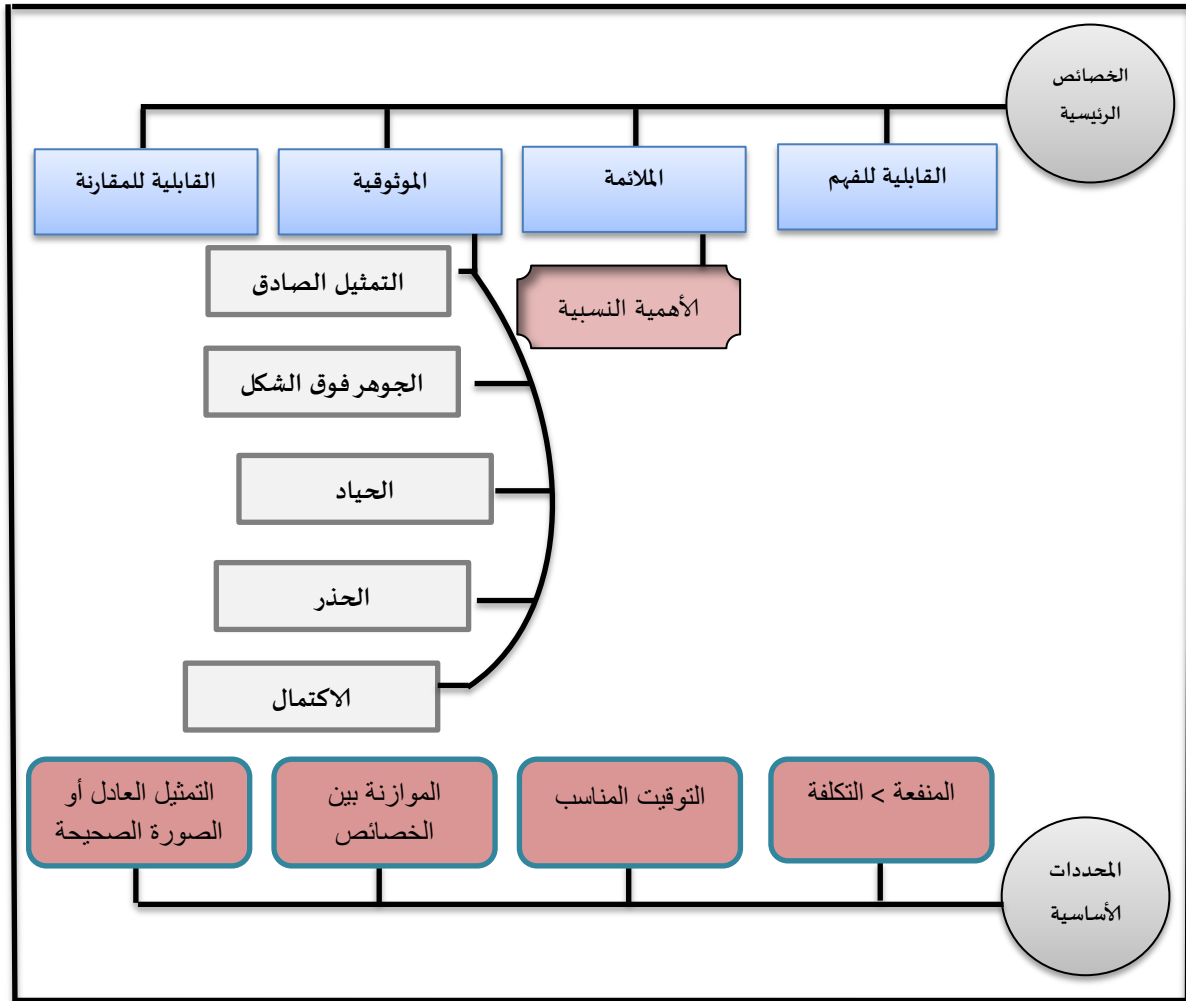 الخصائص
الرئيسية
القابلية للفهم
الملائمة
الموثوقية
القابلية للمقارنة
الأهمية النسبية
التمثيل الصادق
الجوهر فوق الشكل
الحياد
الحذر
الاكتمال
المنفعة > التكلفة
التوقيت المناسب
الموازنة بين
الخصائص
التمثيل العادل أو
الصورة الصحيحة
المحددات
الأساسية